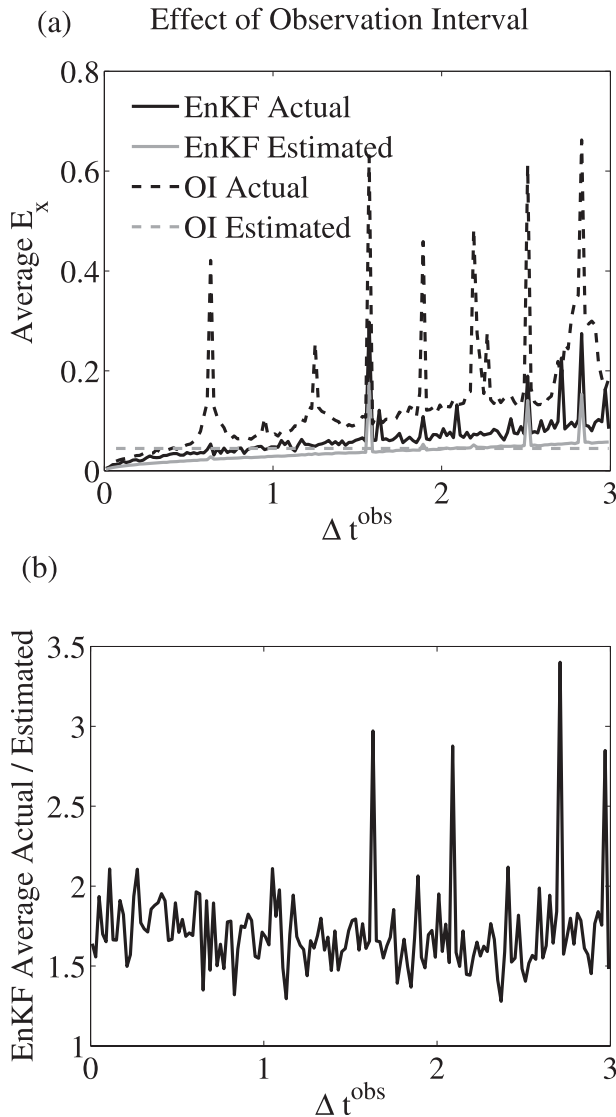 (a) Effect of Observation Interval
0.8
EnKF Actual
EnKF Estimated
OI Actual
OI Estimated
0.6
0.4
0.2
0
Average E_x
0 1 2 3
Δ t^obs
(b)
3.5
3
2.5
2
1.5
1
EnKF Average Actual / Estimated
0 1 2 3
Δ t^obs